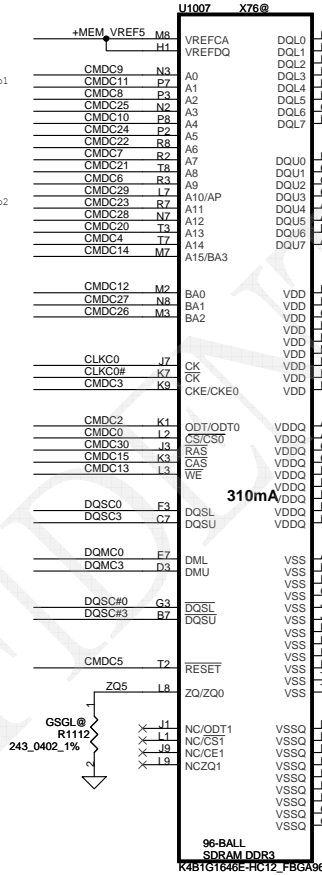 U1007 X76@
+MEM_VREF5 M8 VREFCA DQL0
H1 VREFDQ DQL1
DQL2
CMDC9 N3 A0 DQL3
CMDC11 P7 A1 DQL4
CMDC8 P3 A2 DQL5
CMDC25 N2 A3 DQL6
CMDC10 P8 A4 DQL7
CMDC24 P2 A5
CMDC22 R8 A6
CMDC7 R2 A7 DQU0
CMDC21 T8 A8 DQU1
CMDC6 R3 A9 DQU2
CMDC29 L7 A10/AP DQU3
CMDC23 R7 A11 DQU4
CMDC28 N7 A12 DQU5
CMDC20 T3 A13 DQU6
CMDC4 T7 A14 DQU7
CMDC14 M7 A15/BA3
CMDC12 M2 BA0 VDD
CMDC27 N8 BA1 VDD
CMDC26 M3 BA2 VDD
VDD
VDD
VDD
CLKC0 J7 CK VDD
CLKC0# K7 CK VDD
CMDC3 K9 CKE/CKE0 VDD
CMDC2 K1 ODT/ODT0 VDDQ
CMDC0 L2 CS/CS0 VDDQ
CMDC30 J3 RAS VDDQ
CMDC15 K3 CAS VDDQ
CMDC13 L3 WE VDDQ
VDDQ
310mA VDDQ
DQSC0 F3 DQSL VDDQ
DQSC3 C7 DQSU VDDQ
DQMC0 E7 DML VSS
DQMC3 D3 DMU VSS
VSS
VSS
DQSC#0 G3 DQSL VSS
DQSC#3 B7 DQSU VSS
VSS
VSS
VSS
CMDC5 T2 RESET VSS
VSS
ZQ5 L8 ZQ/ZQ0 VSS
1
GSGL@
R1112
243_0402_1%
2
J1 NC/ODT1 VSSQ
L1 NC/CS1 VSSQ
J9 NC/CE1 VSSQ
L9 NCZQ1 VSSQ
VSSQ
VSSQ
VSSQ
VSSQ
VSSQ
96-BALL
SDRAM DDR3
K4B1G1646E-HC12_FBGA96